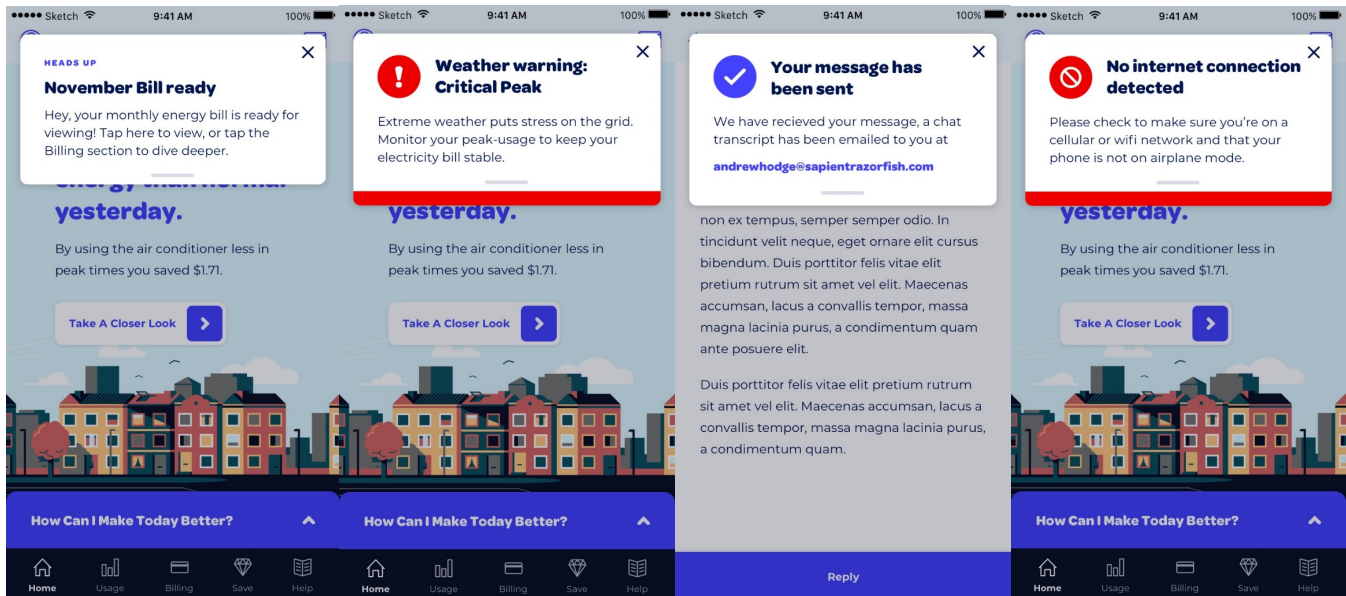 Sketch 9:41 AM 100%
HEADS UP
November Bill ready
Hey, your monthly energy bill is ready for
viewing! Tap here to view, or tap the
Billing section to dive deeper.
energy than normal
yesterday.
By using the air conditioner less in
peak times you saved $1.71.
Take A Closer Look
How Can I Make Today Better?
Home Usage Billing Save Help
Sketch 9:41 AM 100%
Weather warning:
Critical Peak
Extreme weather puts stress on the grid.
Monitor your peak-usage to keep your
electricity bill stable.
yesterday.
By using the air conditioner less in
peak times you saved $1.71.
Take A Closer Look
How Can I Make Today Better?
Home Usage Billing Save Help
Sketch 9:41 AM 100%
Your message has
been sent
We have recieved your message, a chat
transcript has been emailed to you at
andrewhodge@sapientrazorfish.com
non ex tempus, semper semper odio. In
tincidunt velit neque, eget ornare elit cursus
bibendum. Duis porttitor felis vitae elit
pretium rutrum sit amet vel elit. Maecenas
accumsan, lacus a convallis tempor, massa
magna lacinia purus, a condimentum quam
ante posuere elit.
Duis porttitor felis vitae elit pretium rutrum
sit amet vel elit. Maecenas accumsan, lacus a
convallis tempor, massa magna lacinia purus,
a condimentum quam.
Reply
Sketch 9:41 AM 100%
No internet connection
detected
Please check to make sure you're on a
cellular or wifi network and that your
phone is not on airplane mode.
yesterday.
By using the air conditioner less in
peak times you saved $1.71.
Take A Closer Look
How Can I Make Today Better?
Home Usage Billing Save Help